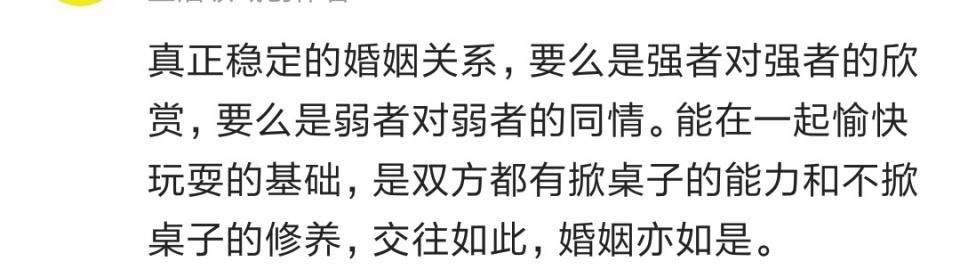 真正稳定的婚姻关系，要么是强者对强者的欣
赏，要么是弱者对弱者的同情。能在一起愉快
玩耍的基础，是双方都有掀桌子的能力和不掀
桌子的修养，交往如此，婚姻亦如是。